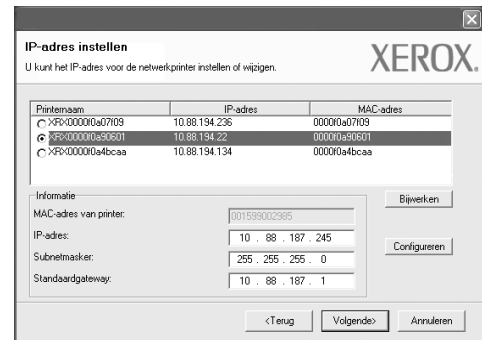 IP-adres instellen
U kunt het IP-adres voor de netwerkprinter instellen of wijzigen.
XEROX.
Printernaam IP-adres MAC-adres
XRX0000f0a07f09 10.88.194.236 0000f0a07f09
XRX0000f0a90601 10.88.194.22 0000f0a90601
XRX0000f0a4bcaa 10.88.194.134 0000f0a4bcaa
Informatie
Bijwerken
MAC-adres van printer: 001599002985
IP-adres: 10 . 88 . 187 . 245
Configureren
Subnetmasker: 255 . 255 . 255 . 0
Standaardgateway: 10 . 88 . 187 . 1
<Terug Volgende> Annuleren